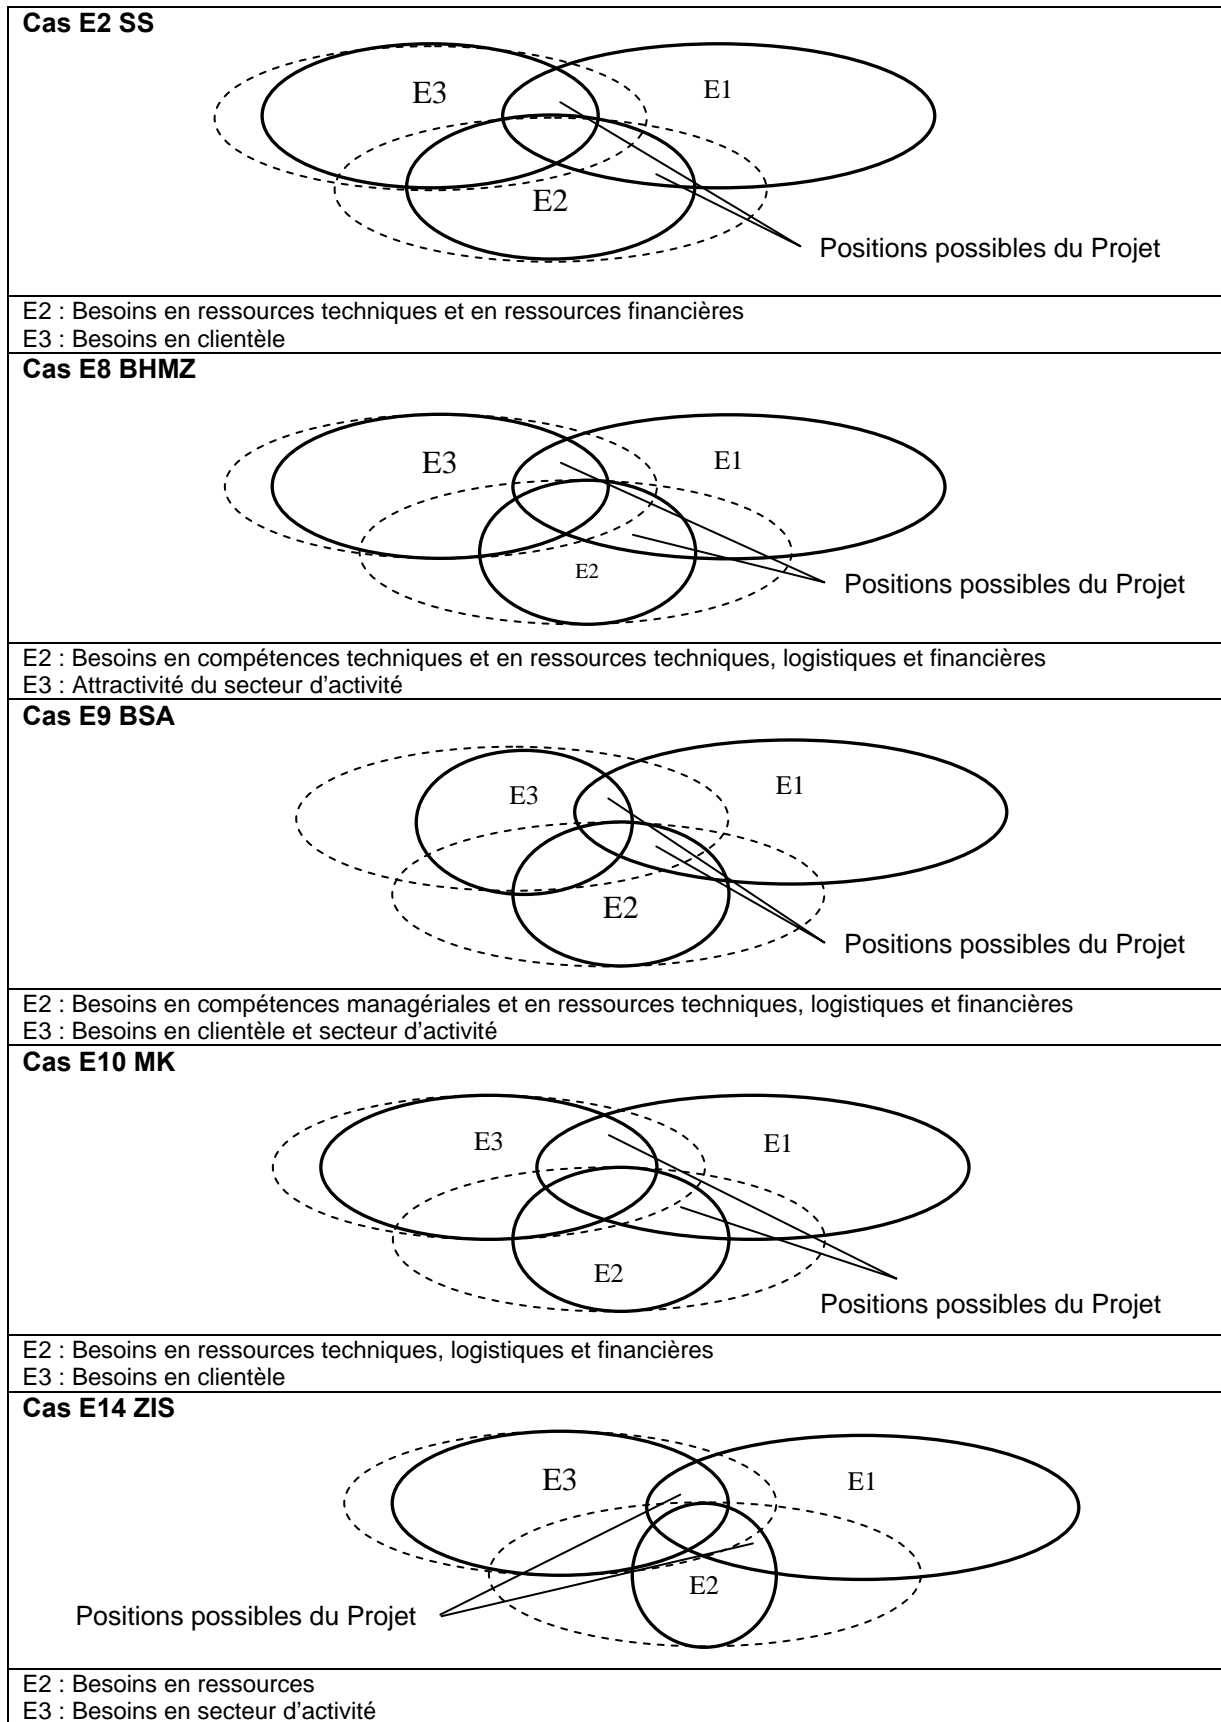 Cas E2 SS
E3
E1
E2
Positions possibles du Projet
E2 : Besoins en ressources techniques et en ressources financières
E3 : Besoins en clientèle
Cas E8 BHMZ
E3
E1
E2
Positions possibles du Projet
E2 : Besoins en compétences techniques et en ressources techniques, logistiques et financières
E3 : Attractivité du secteur d'activité
Cas E9 BSA
E3
E1
E2
Positions possibles du Projet
E2 : Besoins en compétences managériales et en ressources techniques, logistiques et financières
E3 : Besoins en clientèle et secteur d'activité
Cas E10 MK
E3
E1
E2
Positions possibles du Projet
E2 : Besoins en ressources techniques, logistiques et financières
E3 : Besoins en clientèle
Cas E14 ZIS
E3
E1
E2
Positions possibles du Projet
E2 : Besoins en ressources
E3 : Besoins en secteur d'activité